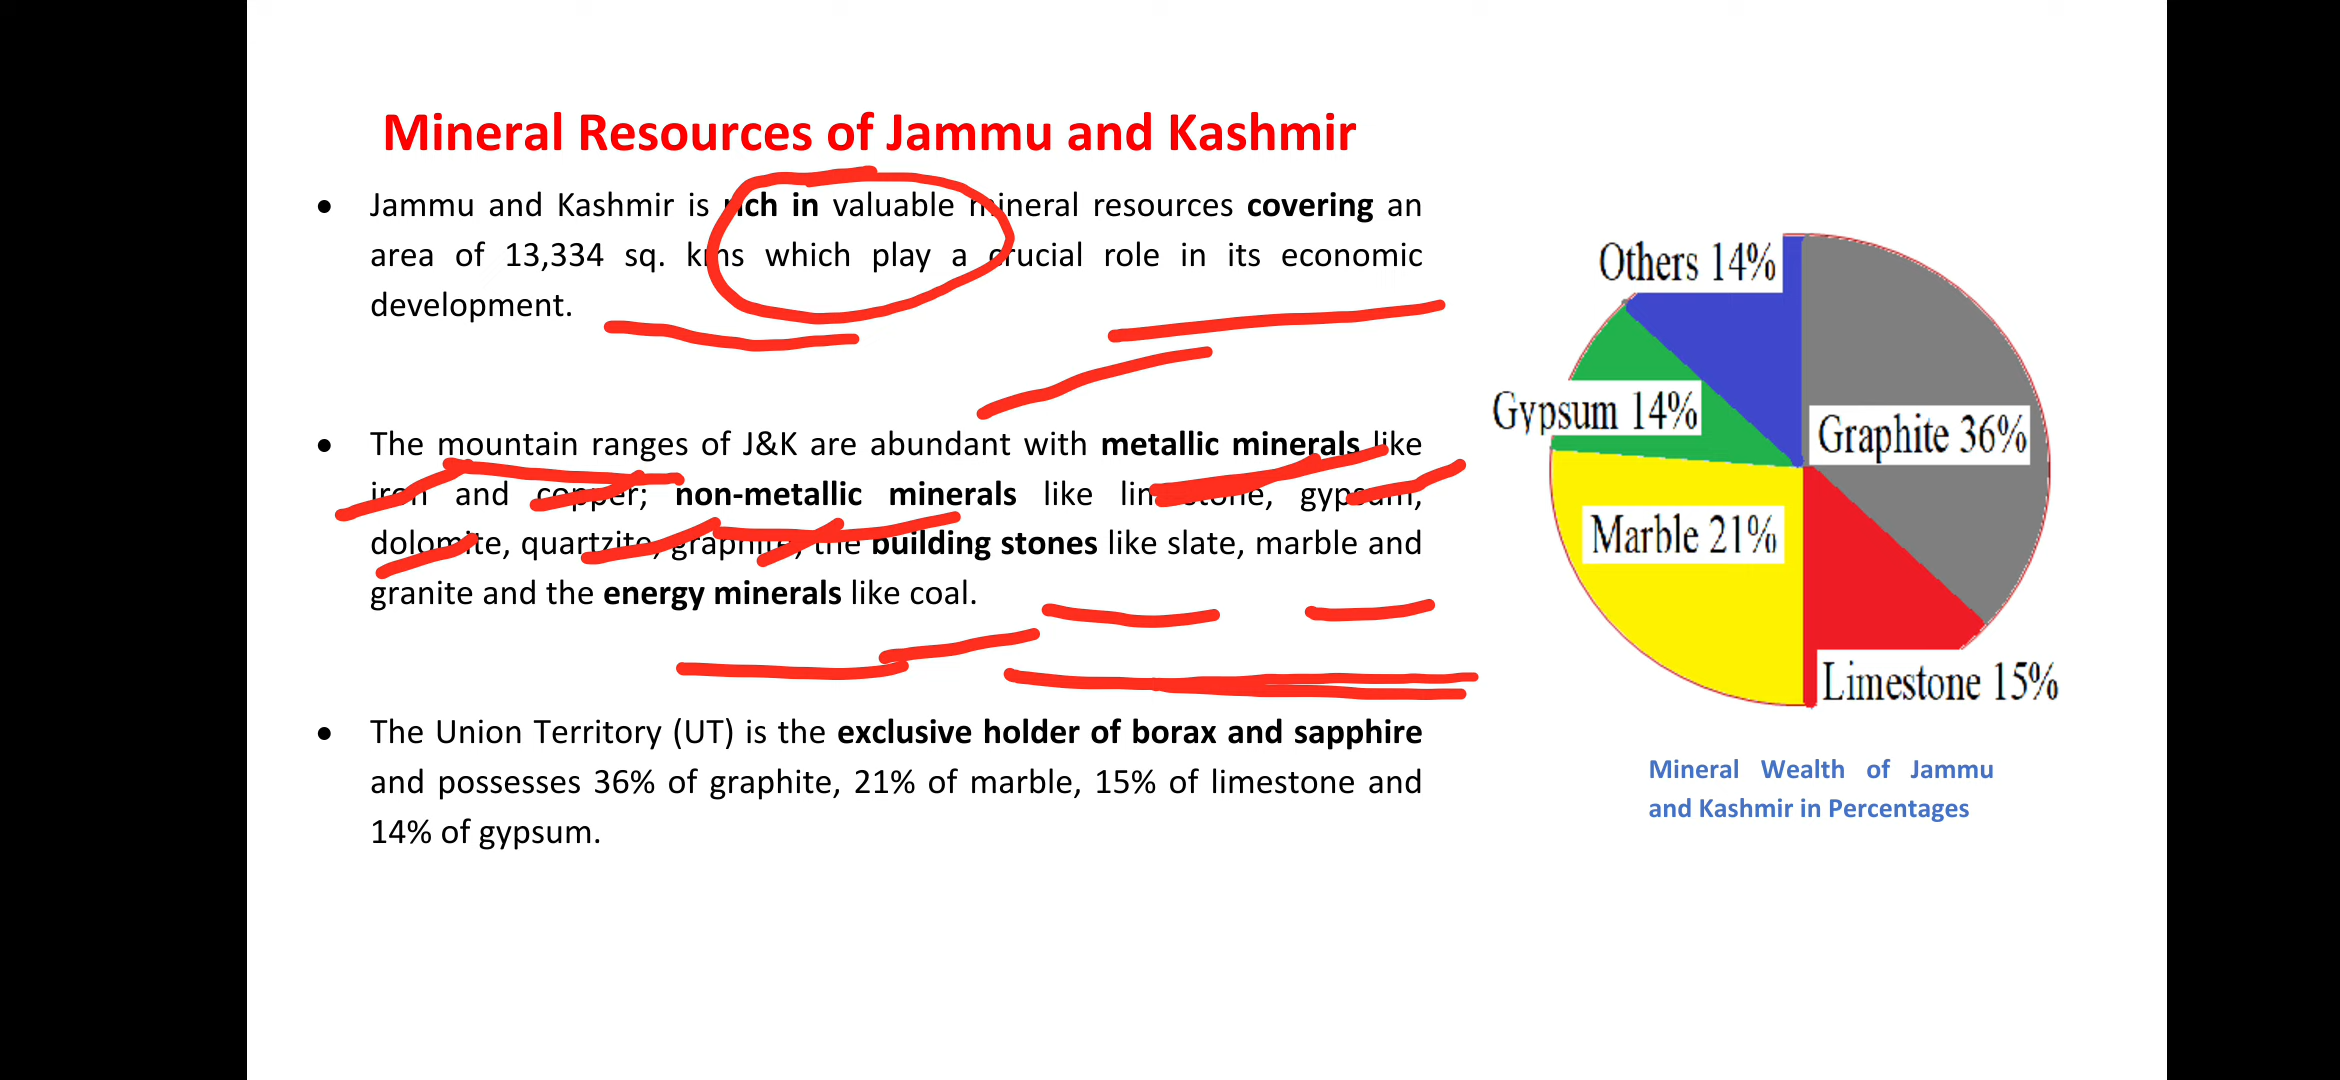 Mineral Resources of Jammu and Kashmir
• Jammu and Kashmir is rich in valuable mineral resources covering an
area of 13,334 sq. kms which play a crucial role in its economic
development.
• The mountain ranges of J&K are abundant with metallic minerals like
iron and copper; non-metallic minerals like limestone, gypsum,
dolomite, quartzite, graphite, the building stones like slate, marble and
granite and the energy minerals like coal.
• The Union Territory (UT) is the exclusive holder of borax and sapphire
and possesses 36% of graphite, 21% of marble, 15% of limestone and
14% of gypsum.
Others 14%
Gypsum 14%
Graphite 36%
Marble 21%
Limestone 15%
Mineral Wealth of Jammu
and Kashmir in Percentages